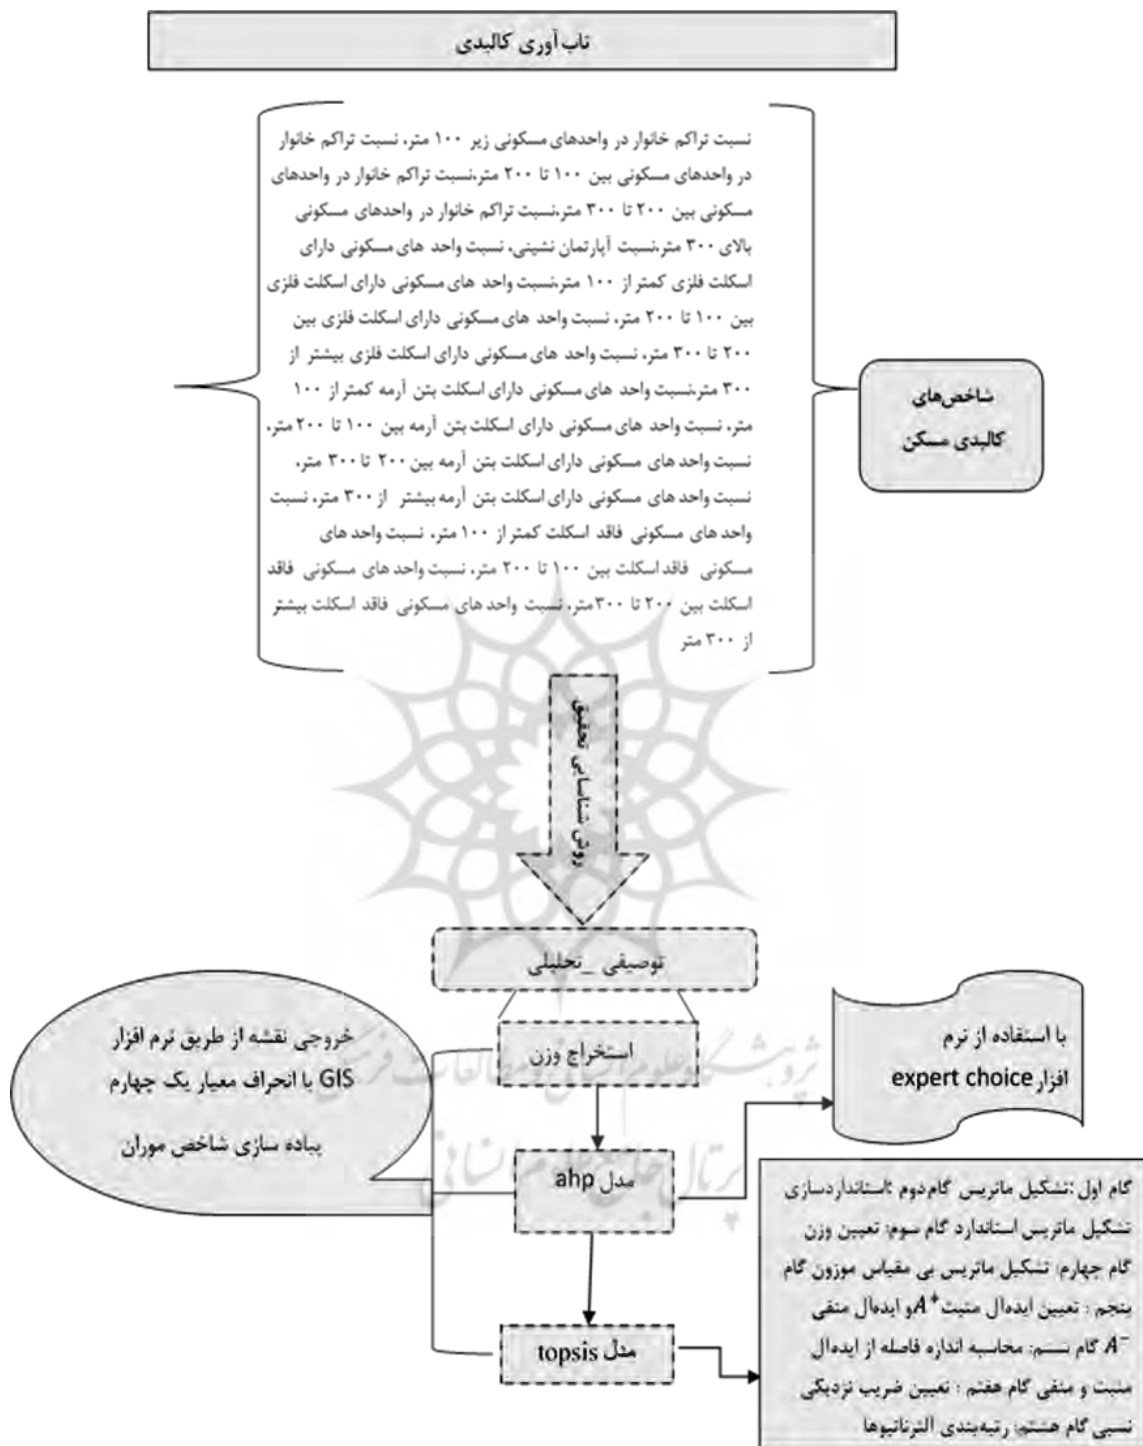 تاب آوری کالبدی
نسبت تراکم خانوار در واحدهای مسکونی زیر ۱۰۰ متر، نسبت تراکم خانوار
در واحدهای مسکونی بین ۱۰۰ تا ۲۰۰ متر،نسبت تراکم خانوار در واحدهای
مسکونی بین ۲۰۰ تا ۳۰۰ متر،نسبت تراکم خانوار در واحدهای مسکونی
بالای ۳۰۰ متر،نسبت آپارتمان نشینی، نسبت واحد های مسکونی دارای
اسکلت فلزی کمتر از ۱۰۰ متر،نسبت واحد های مسکونی دارای اسکلت فلزی
بین ۱۰۰ تا ۲۰۰ متر، نسبت واحد های مسکونی دارای اسکلت فلزی بین
۲۰۰ تا ۳۰۰ متر، نسبت واحد های مسکونی دارای اسکلت فلزی بیشتر از
۳۰۰ متر،نسبت واحد های مسکونی دارای اسکلت بتن آرمه کمتر از ۱۰۰
متر، نسبت واحد های مسکونی دارای اسکلت بتن آرمه بین ۱۰۰ تا ۲۰۰ متر،
نسبت واحد های مسکونی دارای اسکلت بتن آرمه بین ۲۰۰ تا ۳۰۰ متر،
نسبت واحد های مسکونی دارای اسکلت بتن آرمه بیشتر از ۳۰۰ متر، نسبت
واحد های مسکونی فاقد اسکلت کمتر از ۱۰۰ متر، نسبت واحد های
مسکونی فاقد اسکلت بین ۱۰۰ تا ۲۰۰ متر، نسبت واحد های مسکونی فاقد
اسکلت بین ۲۰۰ تا ۳۰۰متر، نسبت واحد های مسکونی فاقد اسکلت بیشتر
از ۳۰۰ متر
شاخص‌های
کالبدی مسکن
روش شناسایی تحقیق
توصیفی _تحلیلی
استخراج وزن
با استفاده از نرم
افزار expert choice
خروجی نقشه از طریق نرم افزار
GIS با انحراف معیار یک چهارم
پیاده سازی شاخص موران
مدل ahp
مدل topsis
گام اول :تشکیل ماتریس گام دوم :استانداردسازی
تشکیل ماتریس استاندارد گام سوم: تعیین وزن
گام چهارم: تشکیل ماتریس بی مقیاس موزون گام
پنجم : تعیین ایده‌آل مثبت A⁺ و ایده‌آل منفی
A⁻ گام ششم: محاسبه اندازه فاصله از ایده‌آل
مثبت و منفی گام هفتم : تعیین ضریب نزدیکی
نسبی گام هشتم: رتبه‌بندی آلترناتیوها
پژوهشگاه علوم انسانی و مطالعات فرهنگی
پرتال جامع علوم انسانی